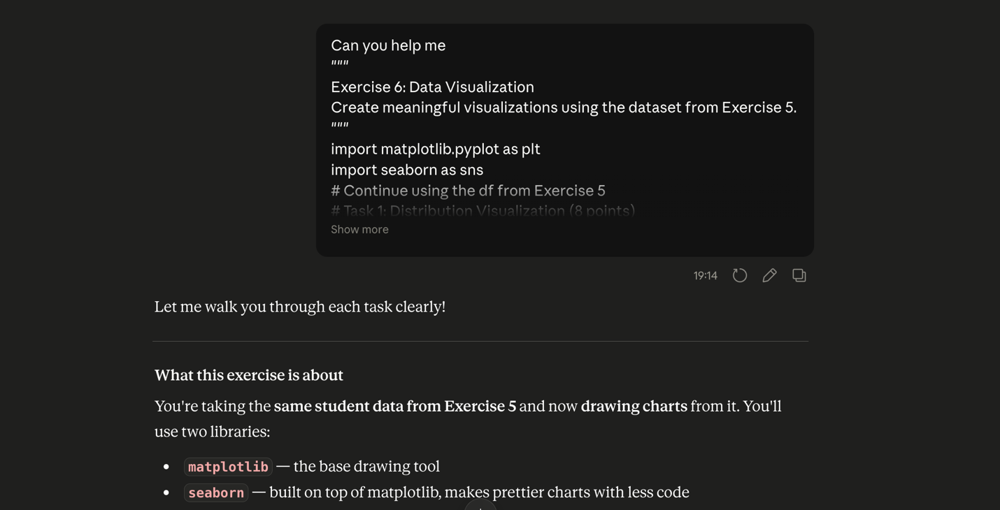 Can you help me
"""
Exercise 6: Data Visualization
Create meaningful visualizations using the dataset from Exercise 5.
"""
import matplotlib.pyplot as plt
import seaborn as sns
# Continue using the df from Exercise 5
# Task 1: Distribution Visualization (8 points)
Show more
19:14
Let me walk you through each task clearly!
What this exercise is about
You're taking the same student data from Exercise 5 and now drawing charts from it. You'll
use two libraries:
• matplotlib — the base drawing tool
• seaborn — built on top of matplotlib, makes prettier charts with less code